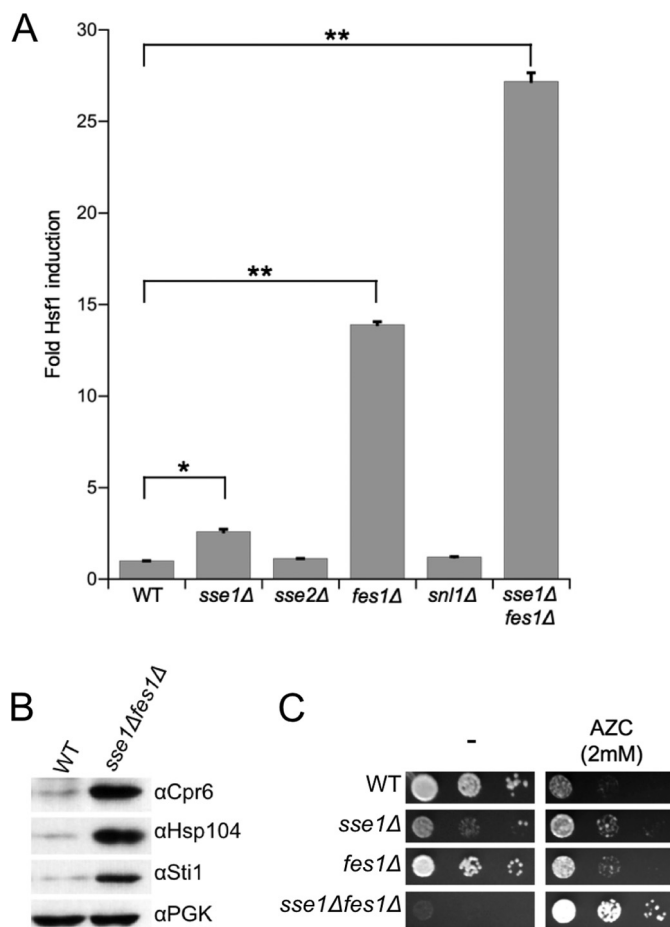 A
30
25
20
15
10
5
0
Fold Hsf1 induction
**
**
*
WT sse1Δ sse2Δ fes1Δ snl1Δ sse1Δ
fes1Δ
B
WT sse1Δfes1Δ
αCpr6
αHsp104
αSti1
αPGK
C
- AZC
(2mM)
WT
sse1Δ
fes1Δ
sse1Δfes1Δ